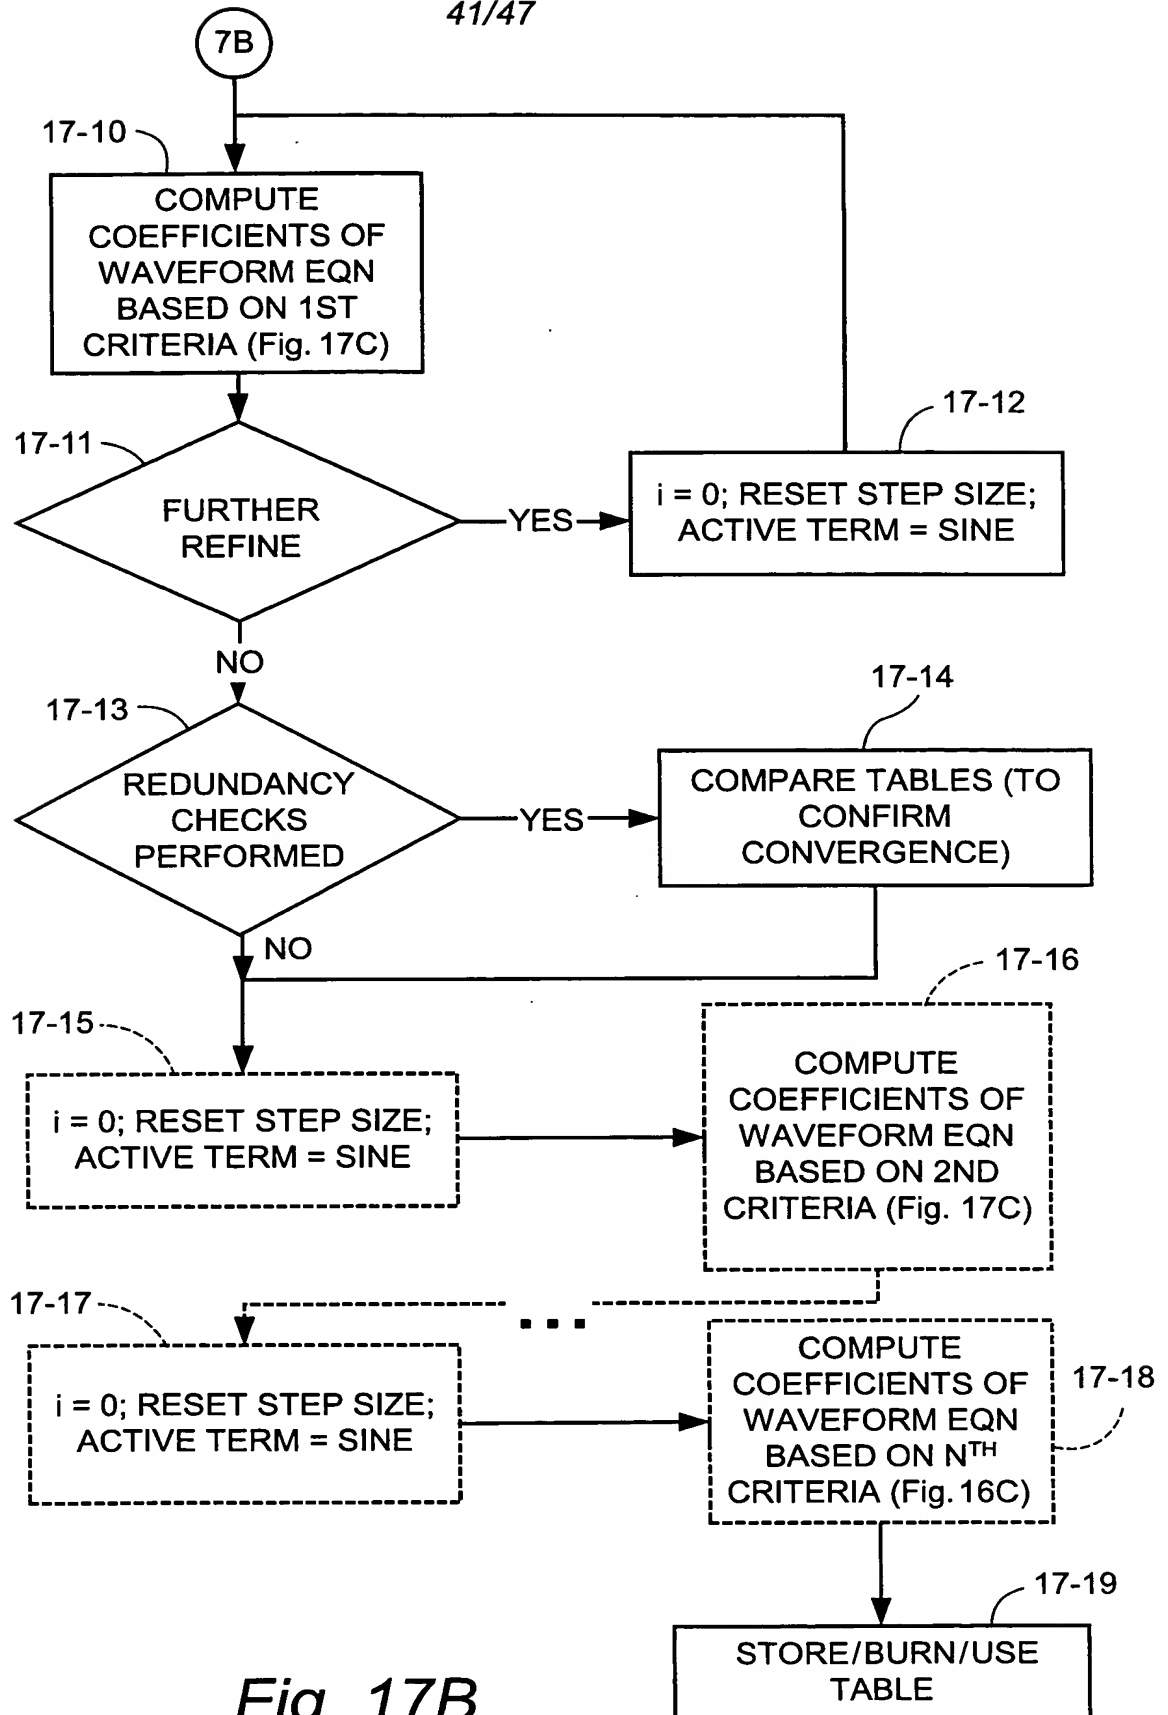 41/47
7B
17-10
COMPUTE
COEFFICIENTS OF
WAVEFORM EQN
BASED ON 1ST
CRITERIA (Fig. 17C)
17-11
FURTHER
REFINE
YES
17-12
i = 0; RESET STEP SIZE;
ACTIVE TERM = SINE
NO
17-13
REDUNDANCY
CHECKS
PERFORMED
YES
17-14
COMPARE TABLES (TO
CONFIRM
CONVERGENCE)
NO
17-15
i = 0; RESET STEP SIZE;
ACTIVE TERM = SINE
17-16
COMPUTE
COEFFICIENTS OF
WAVEFORM EQN
BASED ON 2ND
CRITERIA (Fig. 17C)
17-17
i = 0; RESET STEP SIZE;
ACTIVE TERM = SINE
...
17-18
COMPUTE
COEFFICIENTS OF
WAVEFORM EQN
BASED ON NTH
CRITERIA (Fig. 16C)
17-19
STORE/BURN/USE
TABLE
Fig. 17B